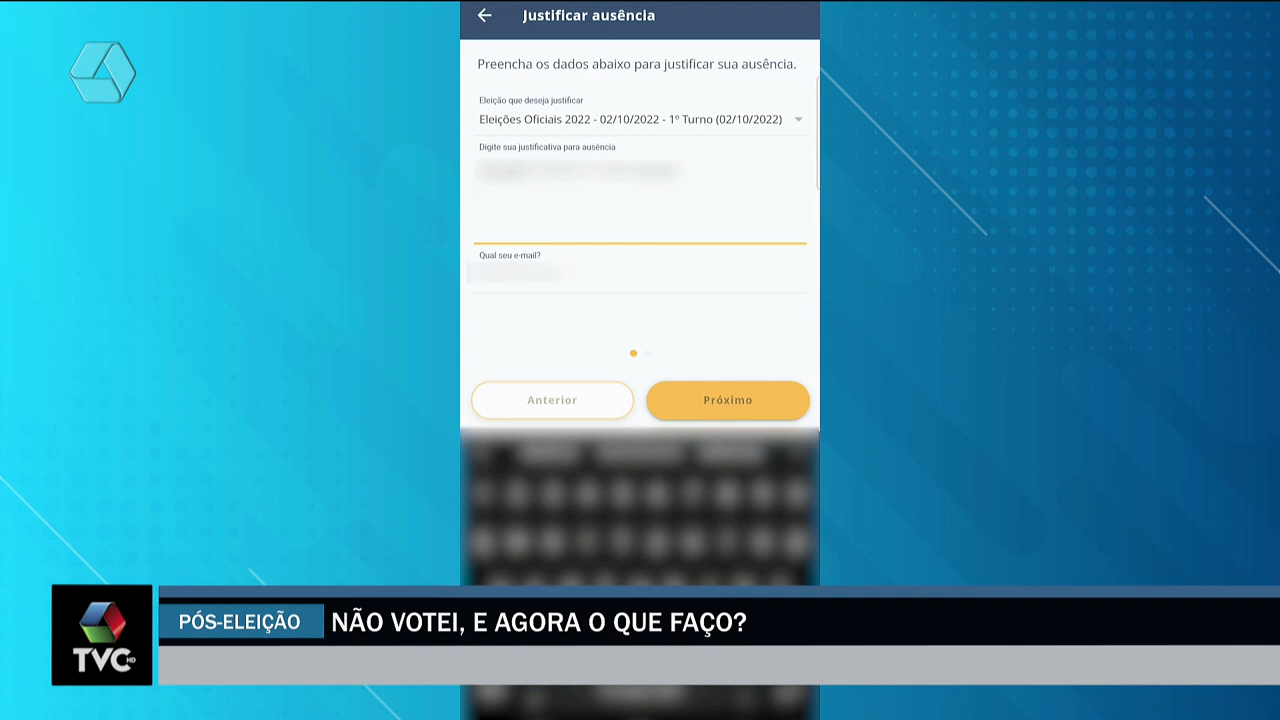 Justificar ausência
Preencha os dados abaixo para justificar sua ausência.
Eleição que deseja justificar
Eleições Oficiais 2022 - 02/10/2022 - 1º Turno (02/10/2022)
Digite sua justificativa para ausência
Qual seu e-mail?
Anterior
Próximo
PÓS-ELEIÇÃO
NÃO VOTEI, E AGORA O QUE FAÇO?
TVC HD